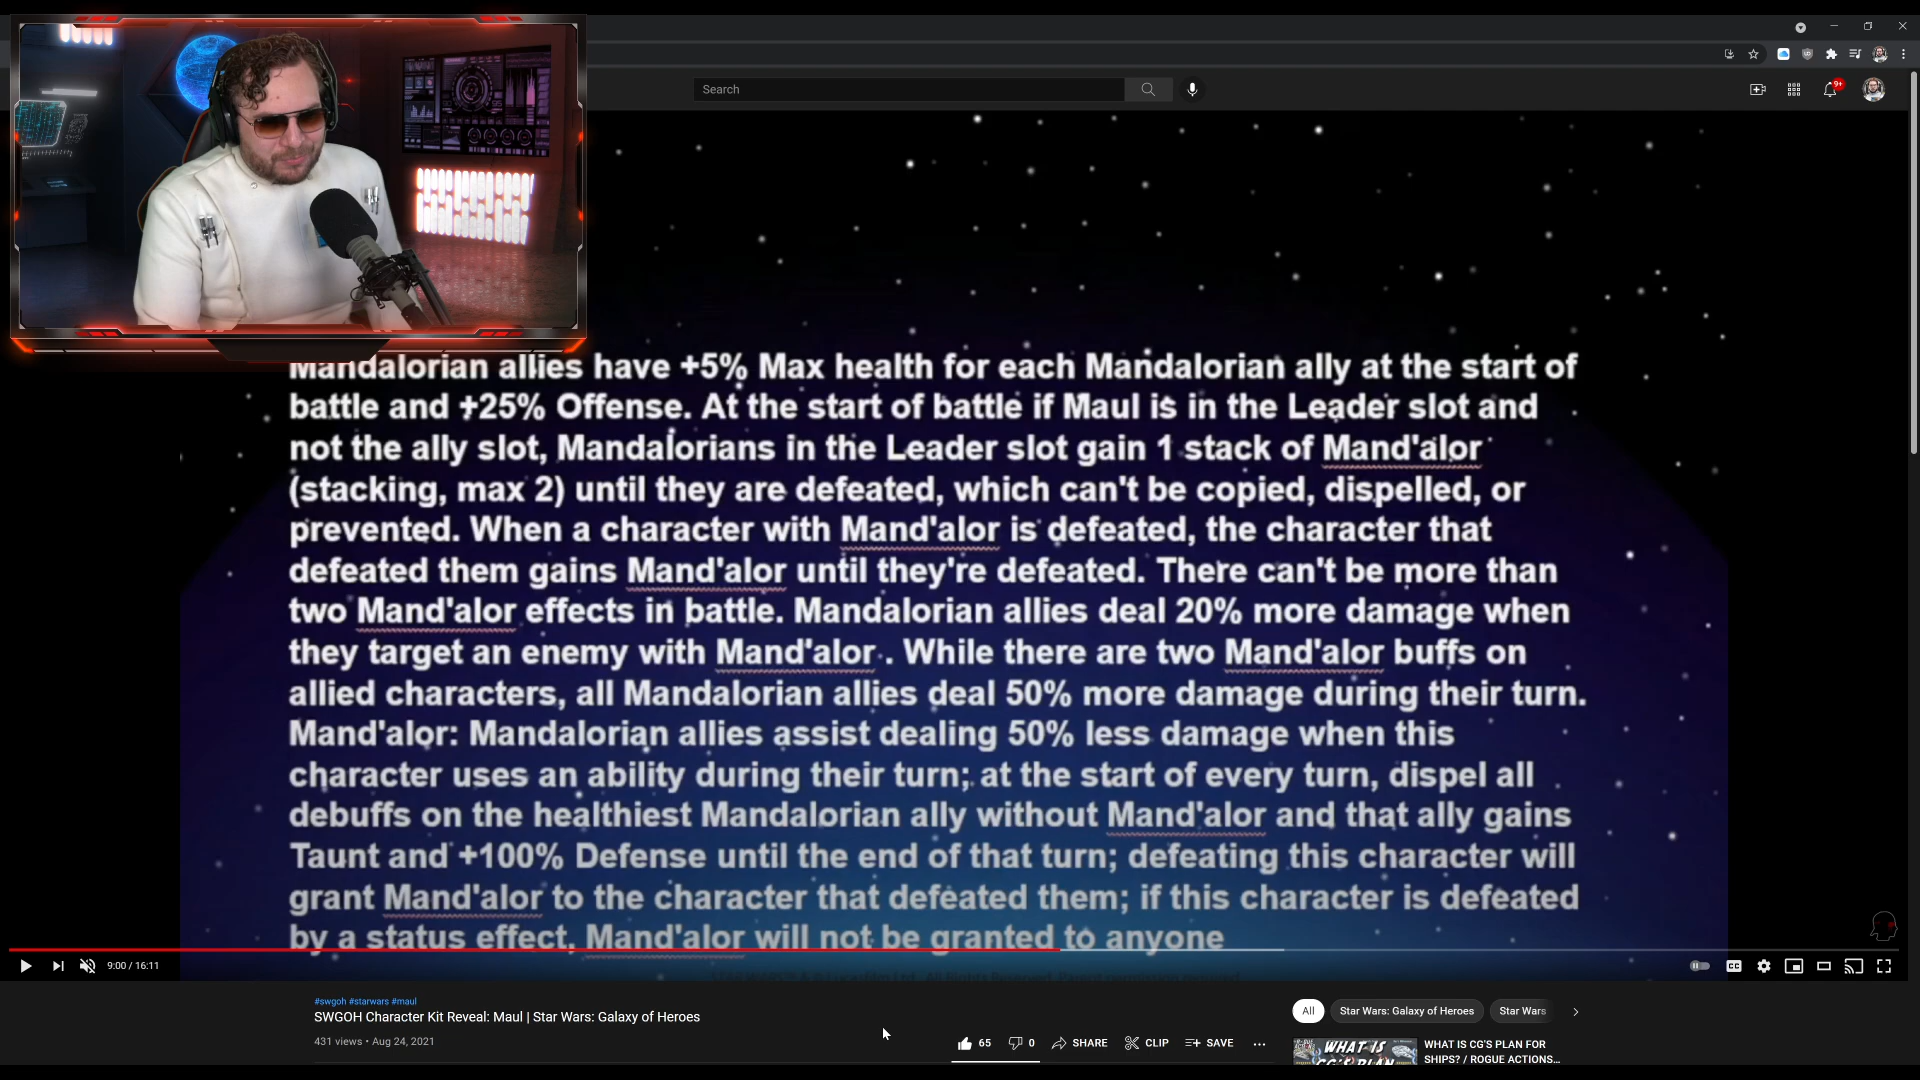 Search
9+
Mandalorian allies have +5% Max health for each Mandalorian ally at the start of
battle and +25% Offense. At the start of battle if Maul is in the Leader slot and
not the ally slot, Mandalorians in the Leader slot gain 1 stack of Mand'alor
(stacking, max 2) until they are defeated, which can't be copied, dispelled, or
prevented. When a character with Mand'alor is defeated, the character that
defeated them gains Mand'alor until they're defeated. There can't be more than
two Mand'alor effects in battle. Mandalorian allies deal 20% more damage when
they target an enemy with Mand'alor . While there are two Mand'alor buffs on
allied characters, all Mandalorian allies deal 50% more damage during their turn.
Mand'alor: Mandalorian allies assist dealing 50% less damage when this
character uses an ability during their turn; at the start of every turn, dispel all
debuffs on the healthiest Mandalorian ally without Mand'alor and that ally gains
Taunt and +100% Defense until the end of that turn; defeating this character will
grant Mand'alor to the character that defeated them; if this character is defeated
by a status effect, Mand'alor will not be granted to anyone
9:00 / 16:11
CC
#swgoh #starwars #maul
SWGOH Character Kit Reveal: Maul | Star Wars: Galaxy of Heroes
431 views • Aug 24, 2021
65
0
SHARE
CLIP
SAVE
All
Star Wars: Galaxy of Heroes
Star Wars
WHAT IS
WHAT IS CG'S PLAN FOR
SHIPS? / ROGUE ACTIONS...